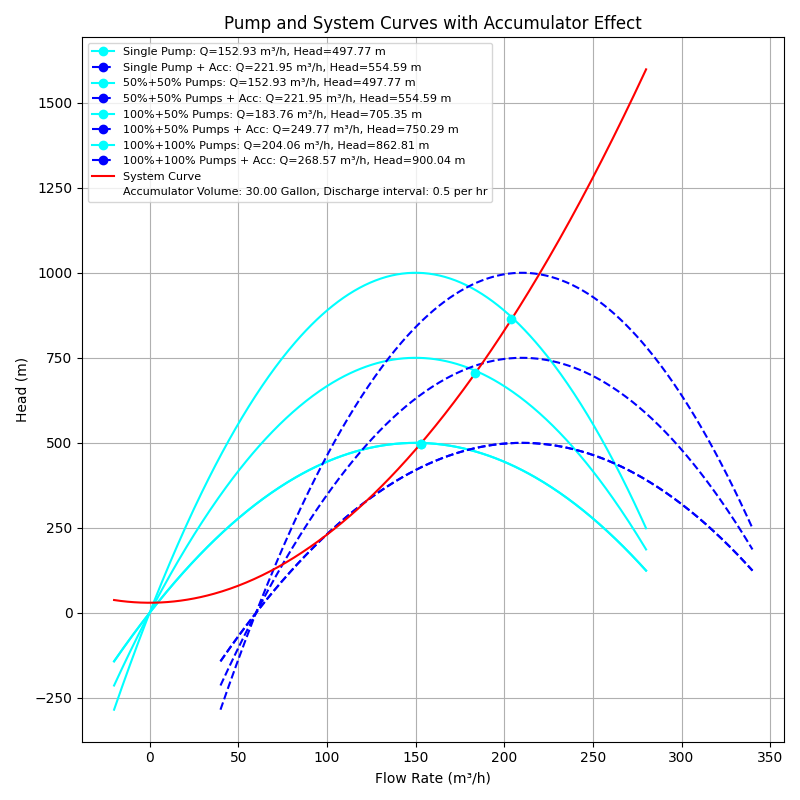 Pump and System Curves with Accumulator Effect
Single Pump: Q=152.93 m³/h, Head=497.77 m
Single Pump + Acc: Q=221.95 m³/h, Head=554.59 m
50%+50% Pumps: Q=152.93 m³/h, Head=497.77 m
50%+50% Pumps + Acc: Q=221.95 m³/h, Head=554.59 m
100%+50% Pumps: Q=183.76 m³/h, Head=705.35 m
100%+50% Pumps + Acc: Q=249.77 m³/h, Head=750.29 m
100%+100% Pumps: Q=204.06 m³/h, Head=862.81 m
100%+100% Pumps + Acc: Q=268.57 m³/h, Head=900.04 m
System Curve
Accumulator Volume: 30.00 Gallon, Discharge interval: 0.5 per hr
1500
1250
1000
750
500
250
0
−250
Head (m)
0 50 100 150 200 250 300 350
Flow Rate (m³/h)